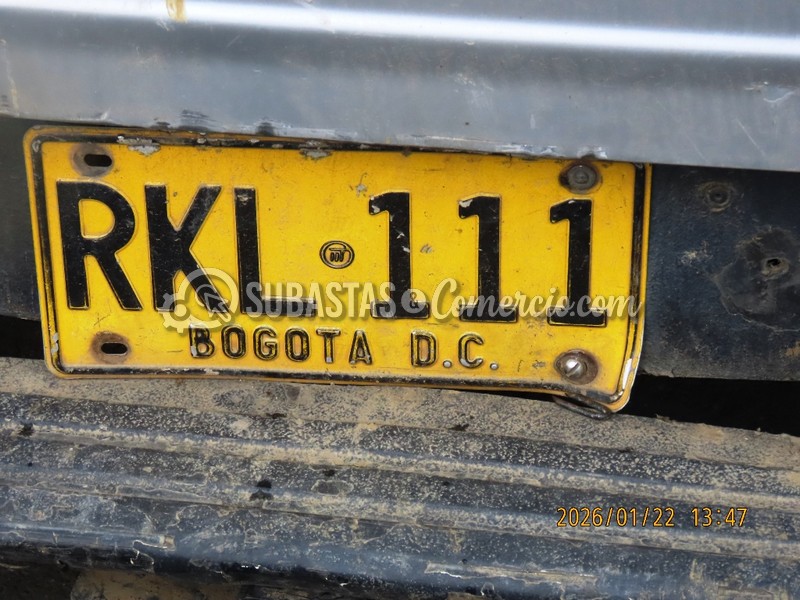 RKL 111
SUBASTAS&Comercio.com
BOGOTA D.C.
2026/01/22 13:47